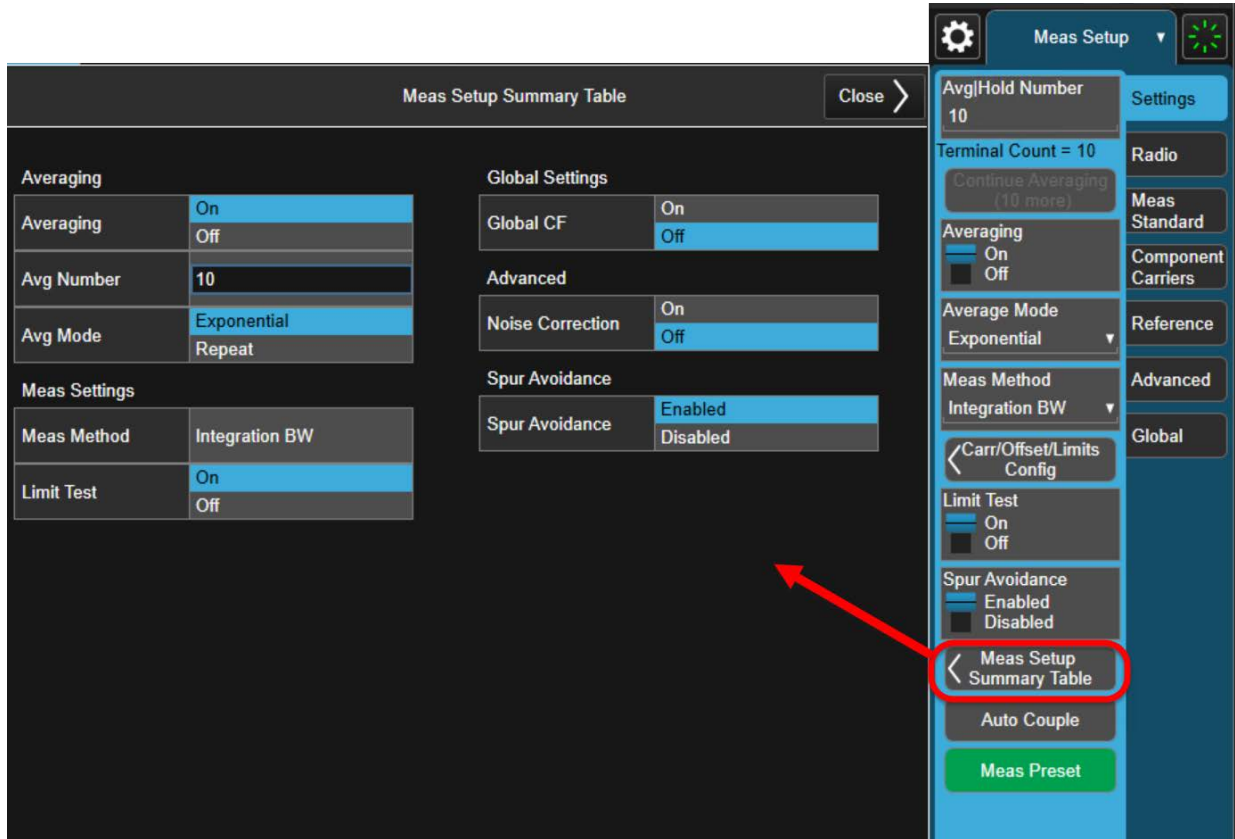 Meas Setup
Meas Setup Summary Table
Close
Averaging
Averaging
On
Off
Avg Number
10
Avg Mode
Exponential
Repeat
Meas Settings
Meas Method
Integration BW
Limit Test
On
Off
Global Settings
Global CF
On
Off
Advanced
Noise Correction
On
Off
Spur Avoidance
Spur Avoidance
Enabled
Disabled
Avg|Hold Number
10
Terminal Count = 10
Continue Averaging
(10 more)
Averaging
On
Off
Average Mode
Exponential
Meas Method
Integration BW
Carr/Offset/Limits
Config
Limit Test
On
Off
Spur Avoidance
Enabled
Disabled
Meas Setup
Summary Table
Auto Couple
Meas Preset
Settings
Radio
Meas
Standard
Component
Carriers
Reference
Advanced
Global